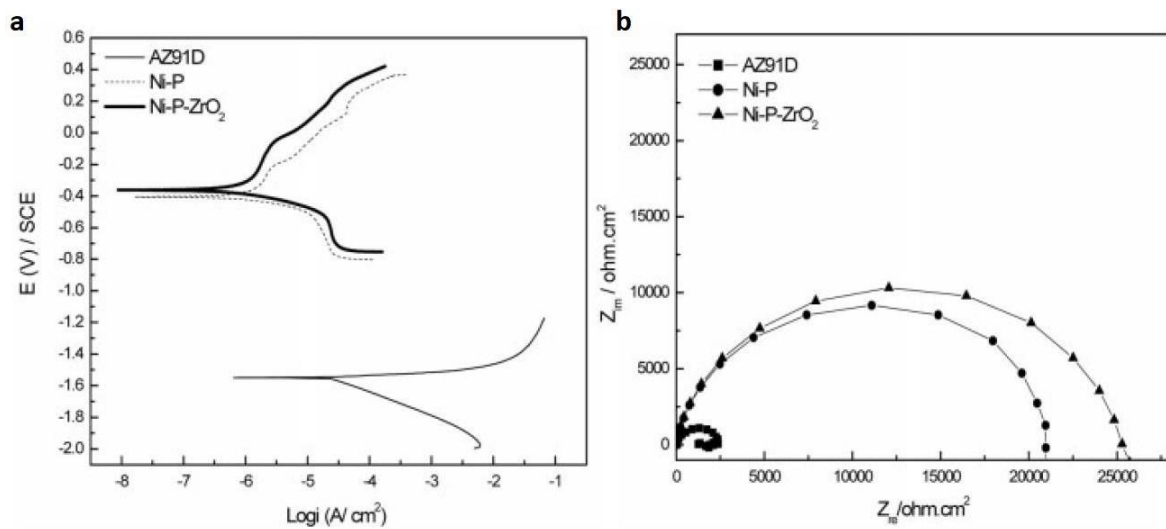 a
0.6
0.4
0.2
0.0
-0.2
-0.4
-0.6
-0.8
-1.0
-1.2
-1.4
-1.6
-1.8
-2.0
E (V) / SCE
AZ91D
Ni-P
Ni-P-ZrO2
-8 -7 -6 -5 -4 -3 -2 -1
Logi (A/ cm2)
b
25000
20000
15000
10000
5000
0
Zim / ohm.cm2
AZ91D
Ni-P
Ni-P-ZrO2
0 5000 10000 15000 20000 25000
Zre/ohm.cm2